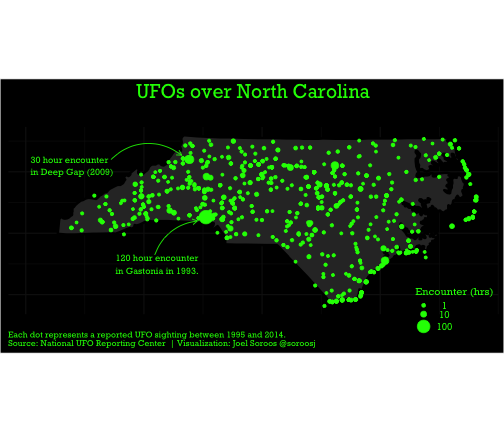 UFOs over North Carolina
30 hour encounter
in Deep Gap (2009)
120 hour encounter
in Gastonia in 1993.
Encounter (hrs)
1
10
100
Each dot represents a reported UFO sighting between 1995 and 2014.
Source: National UFO Reporting Center | Visualization: Joel Soroos @soroosj